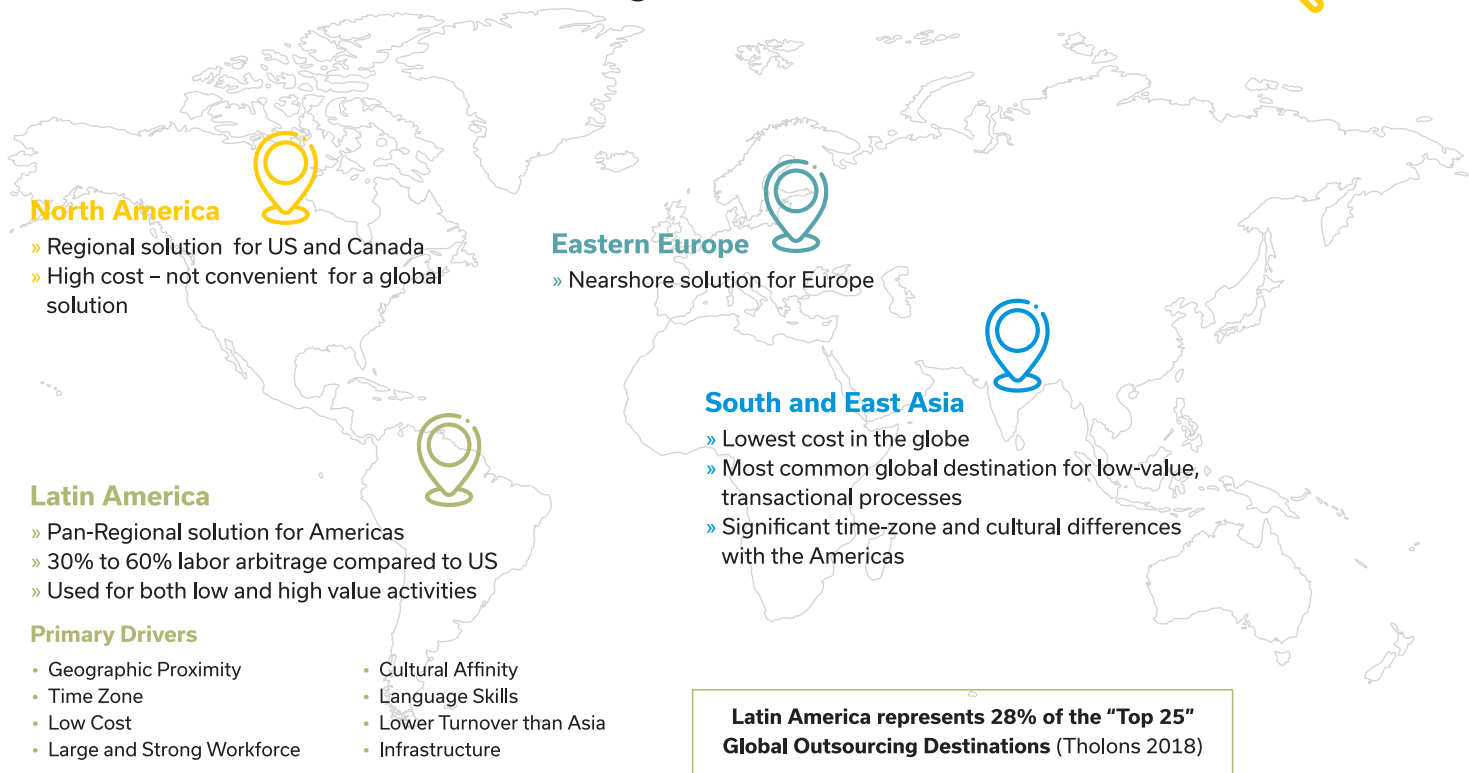 North America
» Regional solution for US and Canada
» High cost – not convenient for a global
solution
Eastern Europe
» Nearshore solution for Europe
South and East Asia
» Lowest cost in the globe
» Most common global destination for low-value,
transactional processes
» Significant time-zone and cultural differences
with the Americas
Latin America
» Pan-Regional solution for Americas
» 30% to 60% labor arbitrage compared to US
» Used for both low and high value activities
Primary Drivers
• Geographic Proximity
• Time Zone
• Low Cost
• Large and Strong Workforce
• Cultural Affinity
• Language Skills
• Lower Turnover than Asia
• Infrastructure
Latin America represents 28% of the “Top 25”
Global Outsourcing Destinations (Tholons 2018)